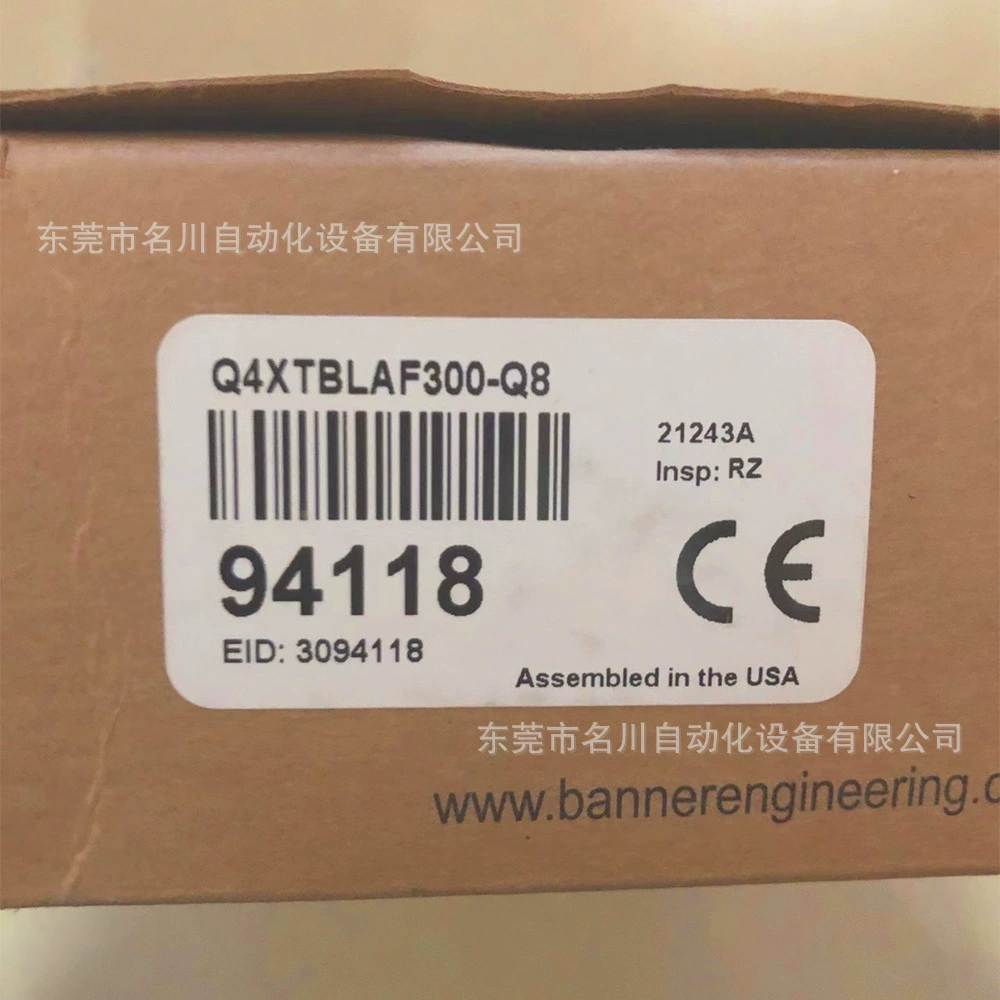 东莞市名川自动化设备有限公司
Q4XTBLAF300-Q8
21243A
Insp: RZ
94118
CE
EID: 3094118
Assembled in the USA
东莞市名川自动化设备有限公司
www.bannerengineering.c